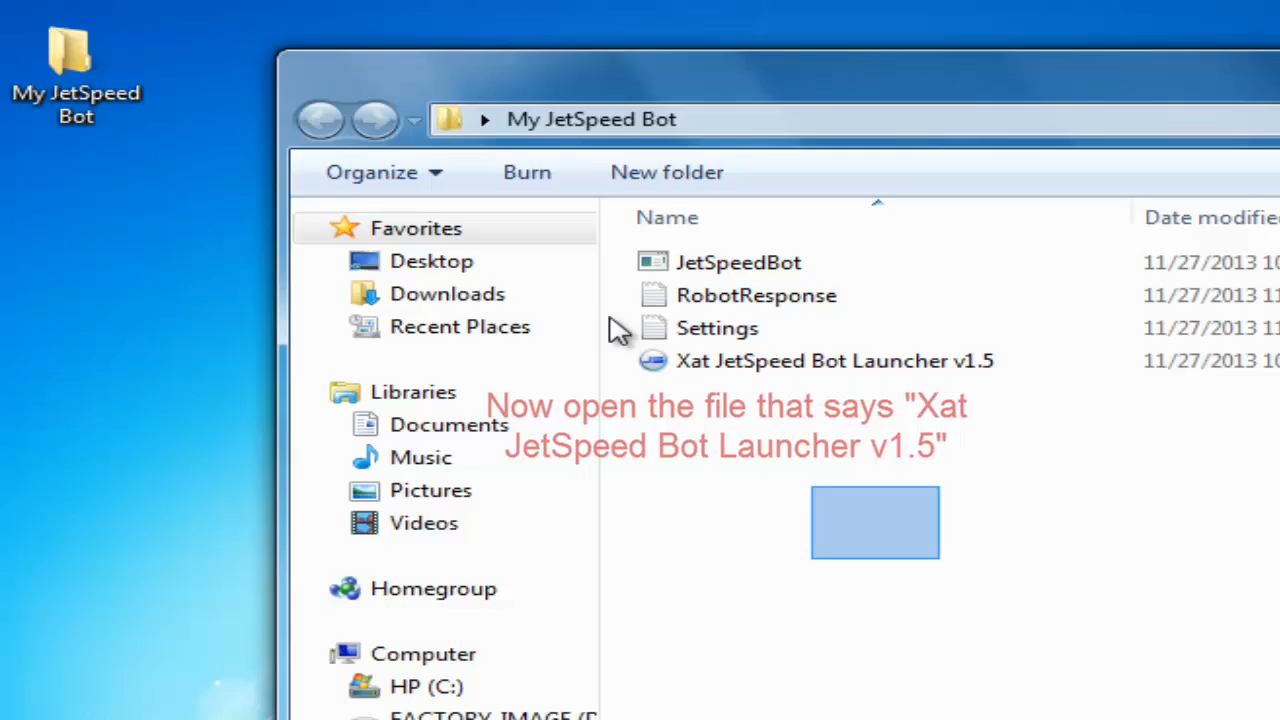 My JetSpeed
Bot
My JetSpeed Bot
Organize
Burn
New folder
Favorites
Desktop
Downloads
Recent Places
Libraries
Documents
Music
Pictures
Videos
Homegroup
Computer
HP (C:)
FACTORY_IMAGE (D
Name
Date modified
JetSpeedBot
11/27/2013 10
RobotResponse
11/27/2013 11
Settings
11/27/2013 11
Xat JetSpeed Bot Launcher v1.5
11/27/2013 10
Now open the file that says "Xat
JetSpeed Bot Launcher v1.5"